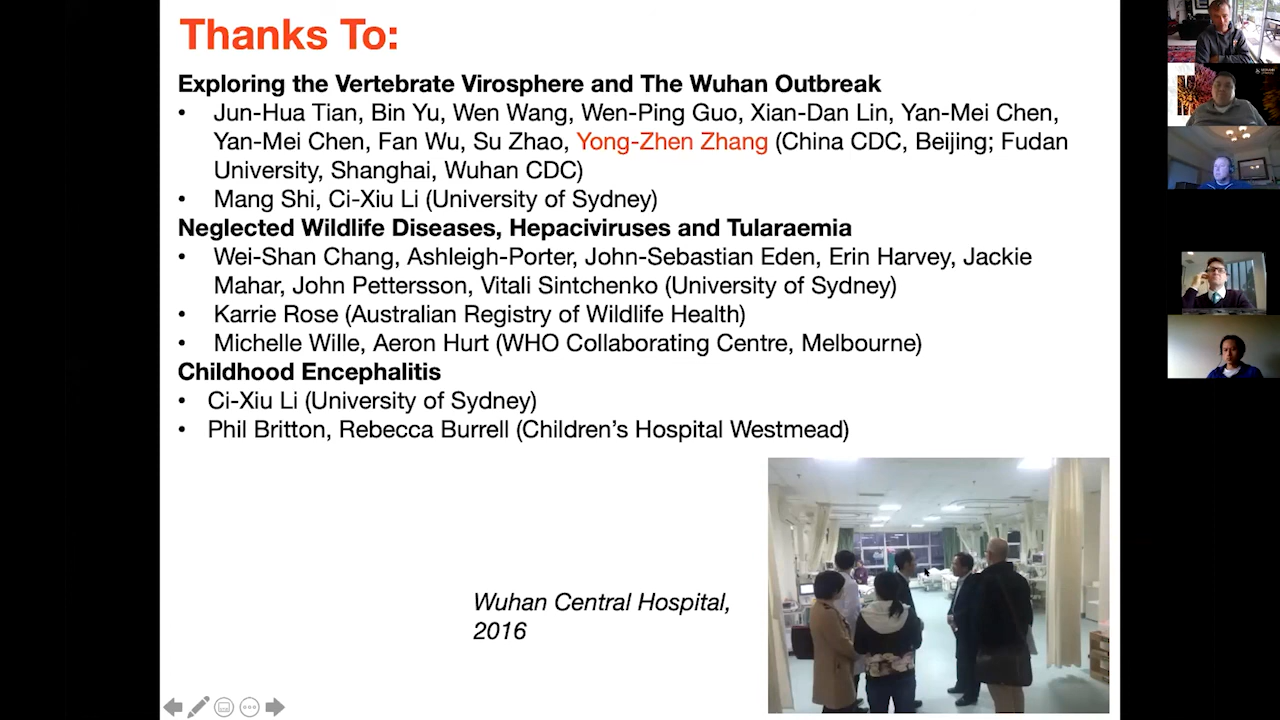 Thanks To:
Exploring the Vertebrate Virosphere and The Wuhan Outbreak
• Jun-Hua Tian, Bin Yu, Wen Wang, Wen-Ping Guo, Xian-Dan Lin, Yan-Mei Chen,
Yan-Mei Chen, Fan Wu, Su Zhao, Yong-Zhen Zhang (China CDC, Beijing; Fudan
University, Shanghai, Wuhan CDC)
• Mang Shi, Ci-Xiu Li (University of Sydney)
Neglected Wildlife Diseases, Hepaciviruses and Tularaemia
• Wei-Shan Chang, Ashleigh-Porter, John-Sebastian Eden, Erin Harvey, Jackie
Mahar, John Pettersson, Vitali Sintchenko (University of Sydney)
• Karrie Rose (Australian Registry of Wildlife Health)
• Michelle Wille, Aeron Hurt (WHO Collaborating Centre, Melbourne)
Childhood Encephalitis
• Ci-Xiu Li (University of Sydney)
• Phil Britton, Rebecca Burrell (Children's Hospital Westmead)
Wuhan Central Hospital,
2016